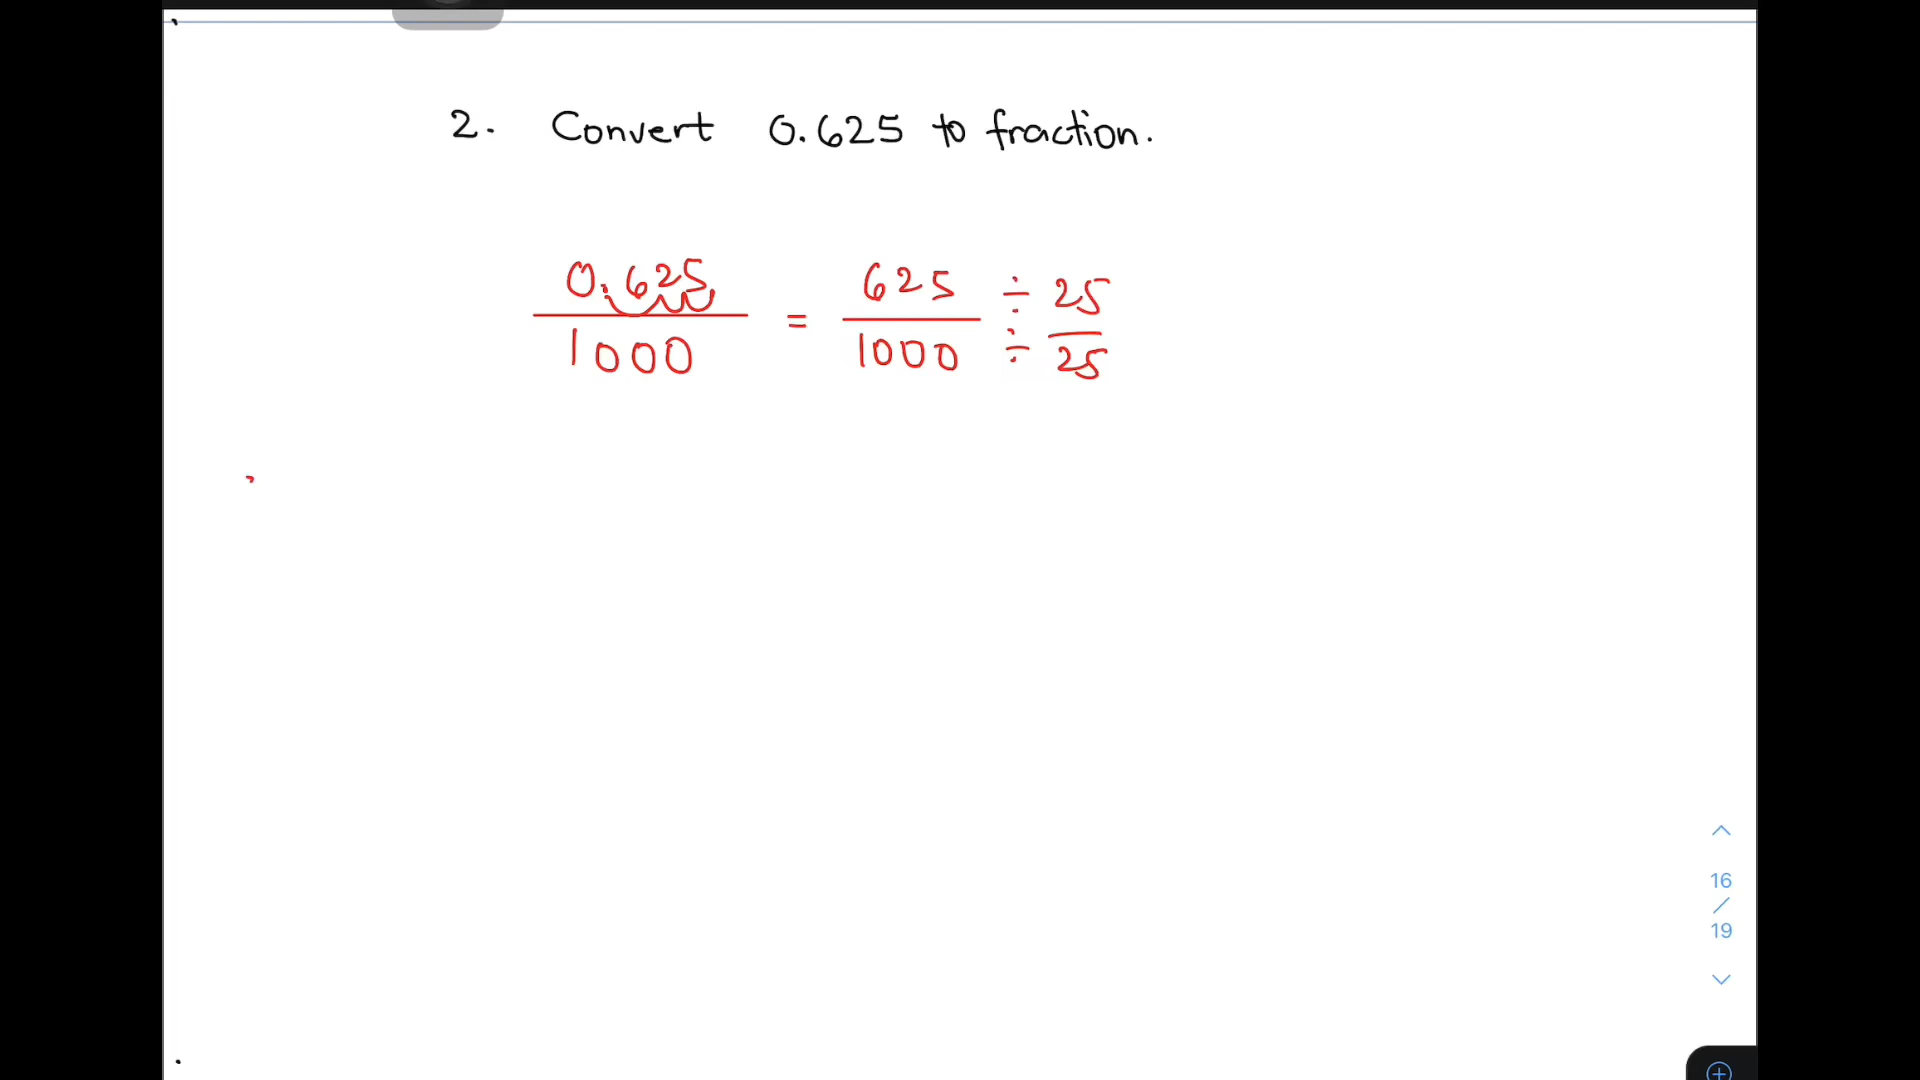 2. Convert 0.625 to fraction.
0.625 / 1000 = 625 / 1000 ÷ 25 / ÷ 25
16
/
19